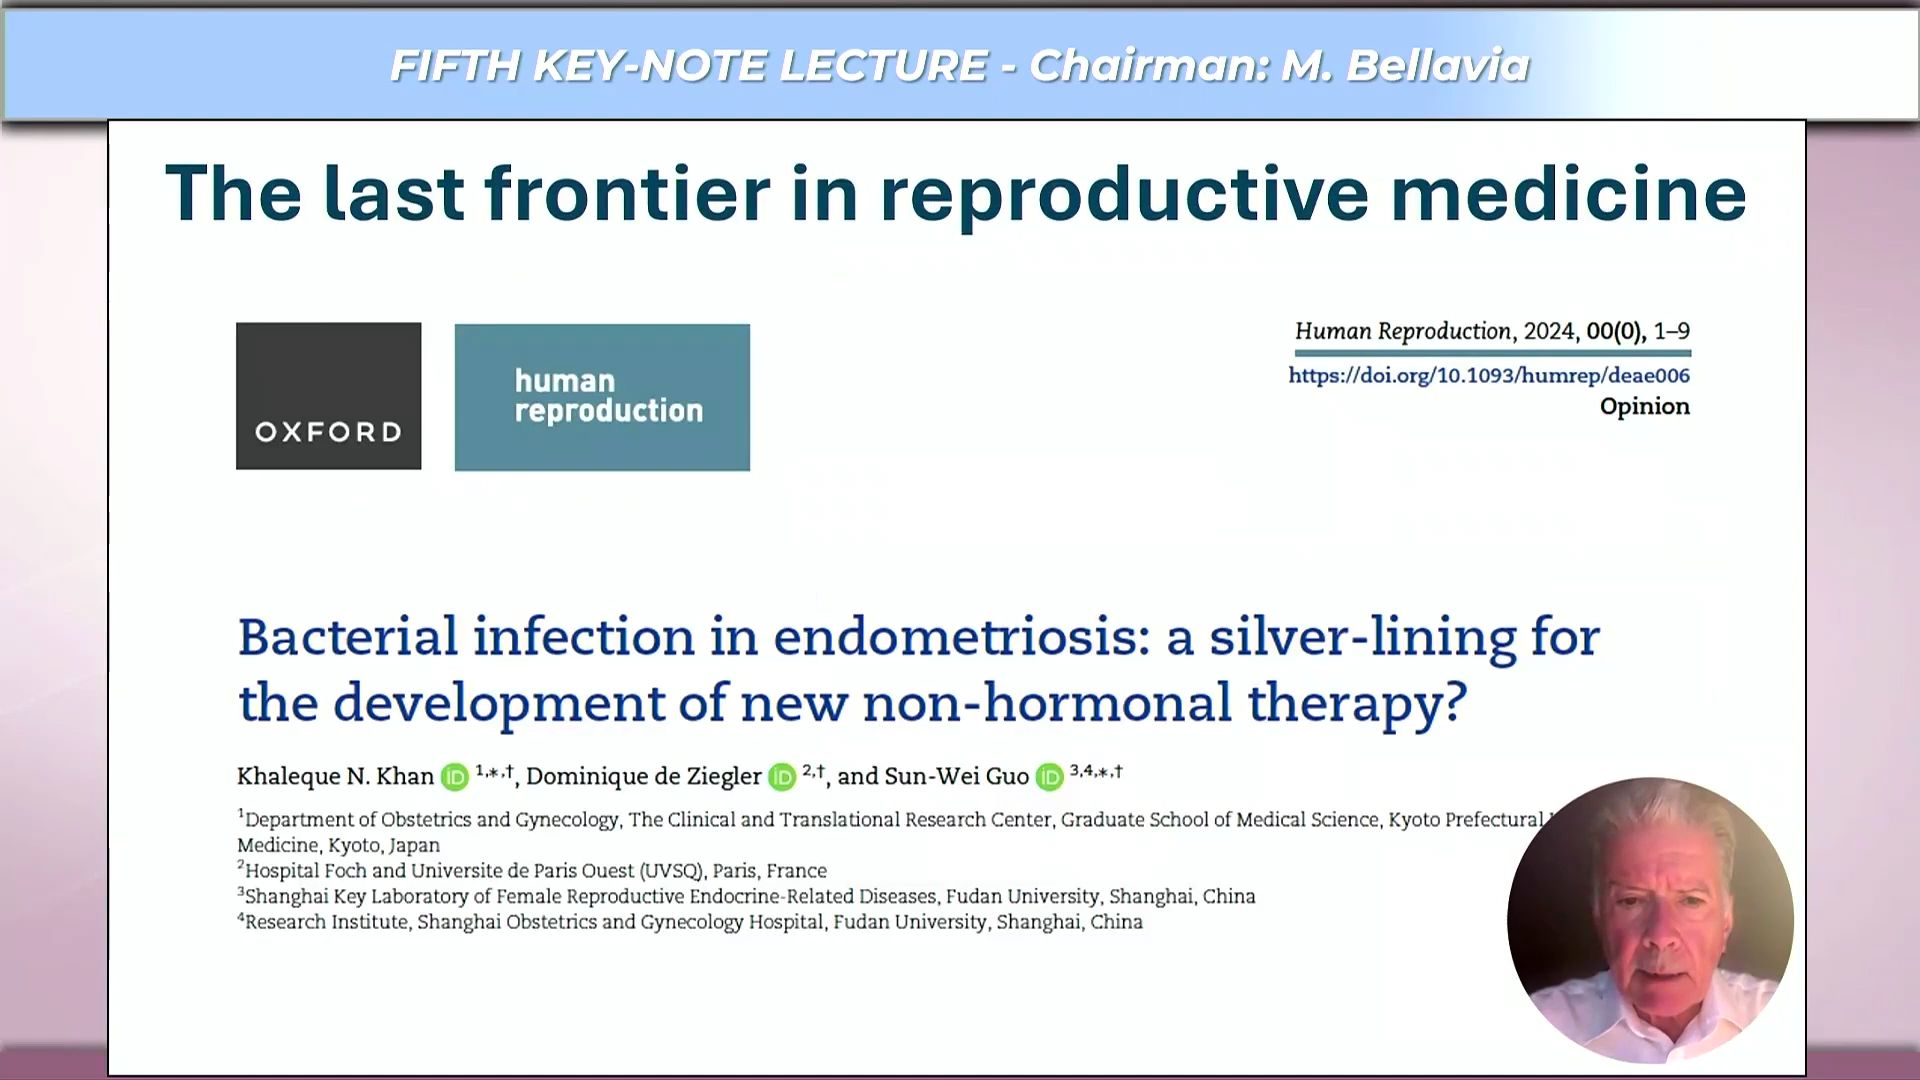 FIFTH KEY-NOTE LECTURE - Chairman: M. Bellavia
The last frontier in reproductive medicine
OXFORD
human
reproduction
Human Reproduction, 2024, 00(0), 1–9
https://doi.org/10.1093/humrep/deae006
Opinion
Bacterial infection in endometriosis: a silver-lining for
the development of new non-hormonal therapy?
Khaleque N. Khan iD 1,*,†, Dominique de Ziegler iD 2,†, and Sun-Wei Guo iD 3,4,*,†
1Department of Obstetrics and Gynecology, The Clinical and Translational Research Center, Graduate School of Medical Science, Kyoto Prefectural
Medicine, Kyoto, Japan
2Hospital Foch and Universite de Paris Ouest (UVSQ), Paris, France
3Shanghai Key Laboratory of Female Reproductive Endocrine-Related Diseases, Fudan University, Shanghai, China
4Research Institute, Shanghai Obstetrics and Gynecology Hospital, Fudan University, Shanghai, China